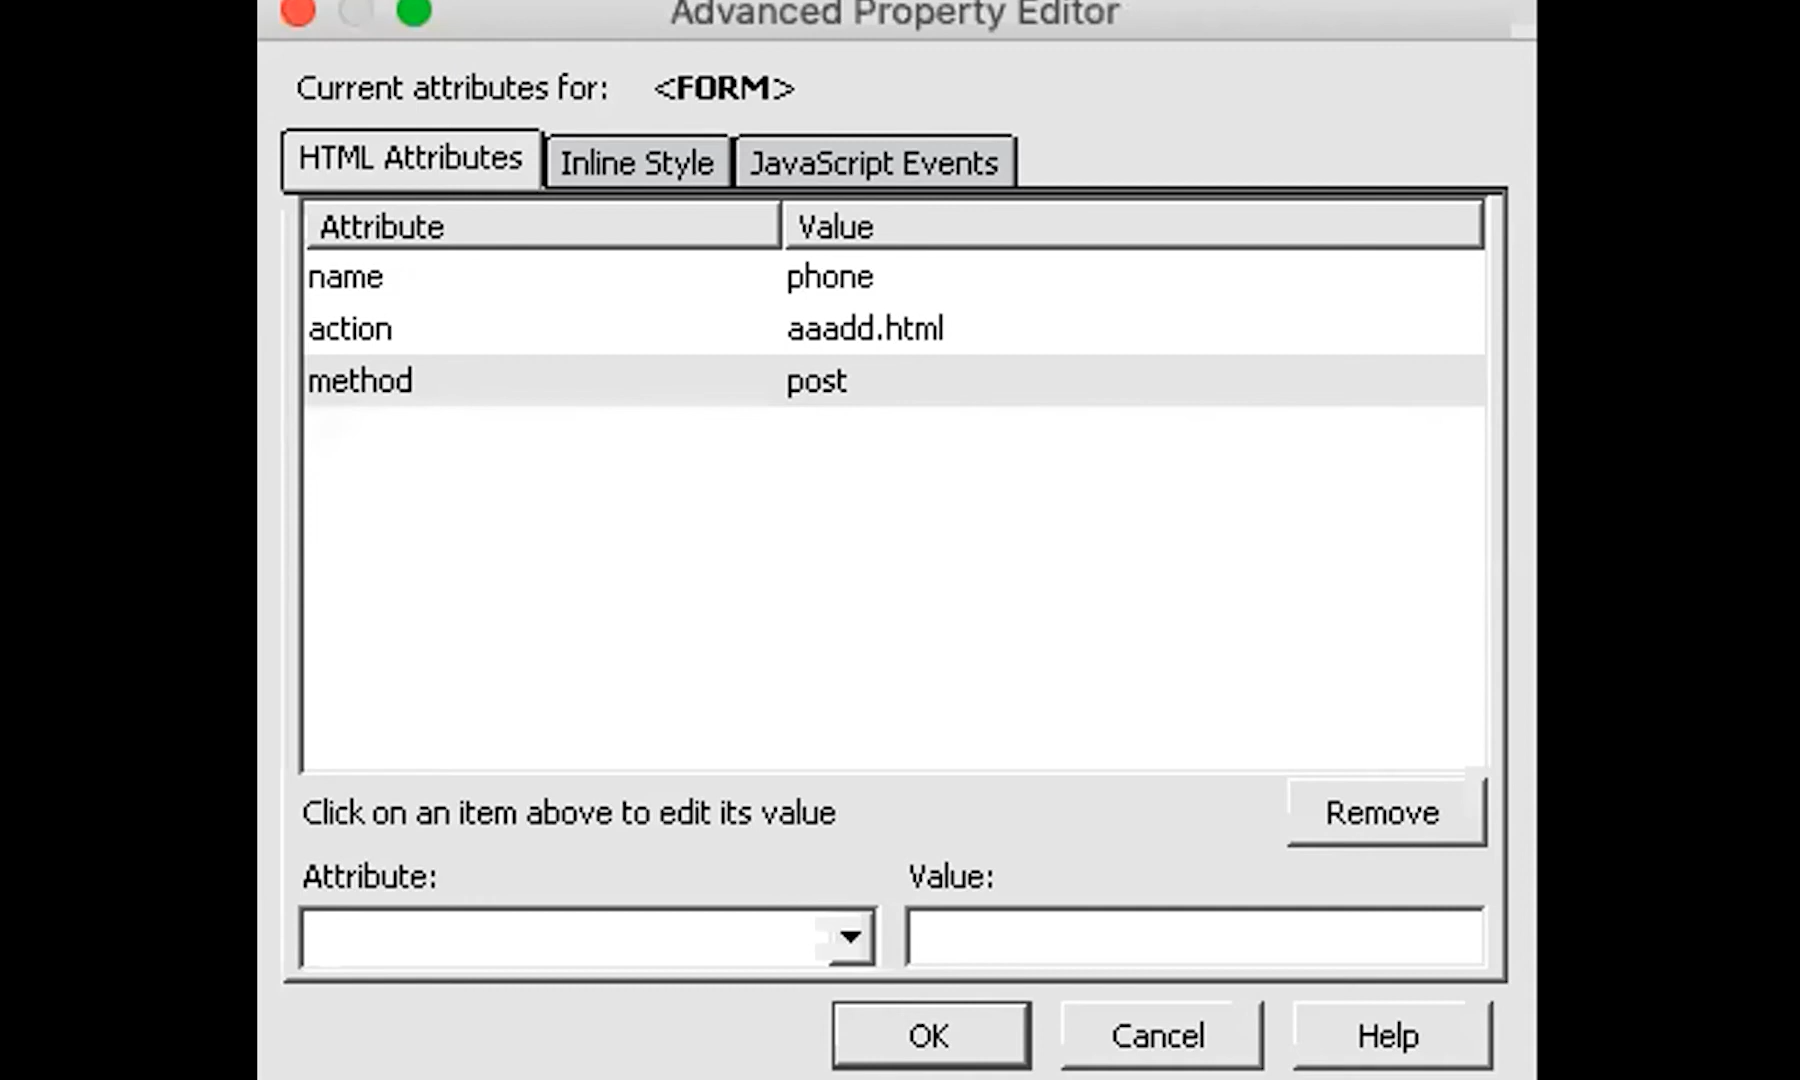 Advanced Property Editor
Current attributes for: <FORM>
HTML Attributes Inline Style JavaScript Events
Attribute Value
name phone
action aaadd.html
method post
Click on an item above to edit its value Remove
Attribute: Value:
OK Cancel Help